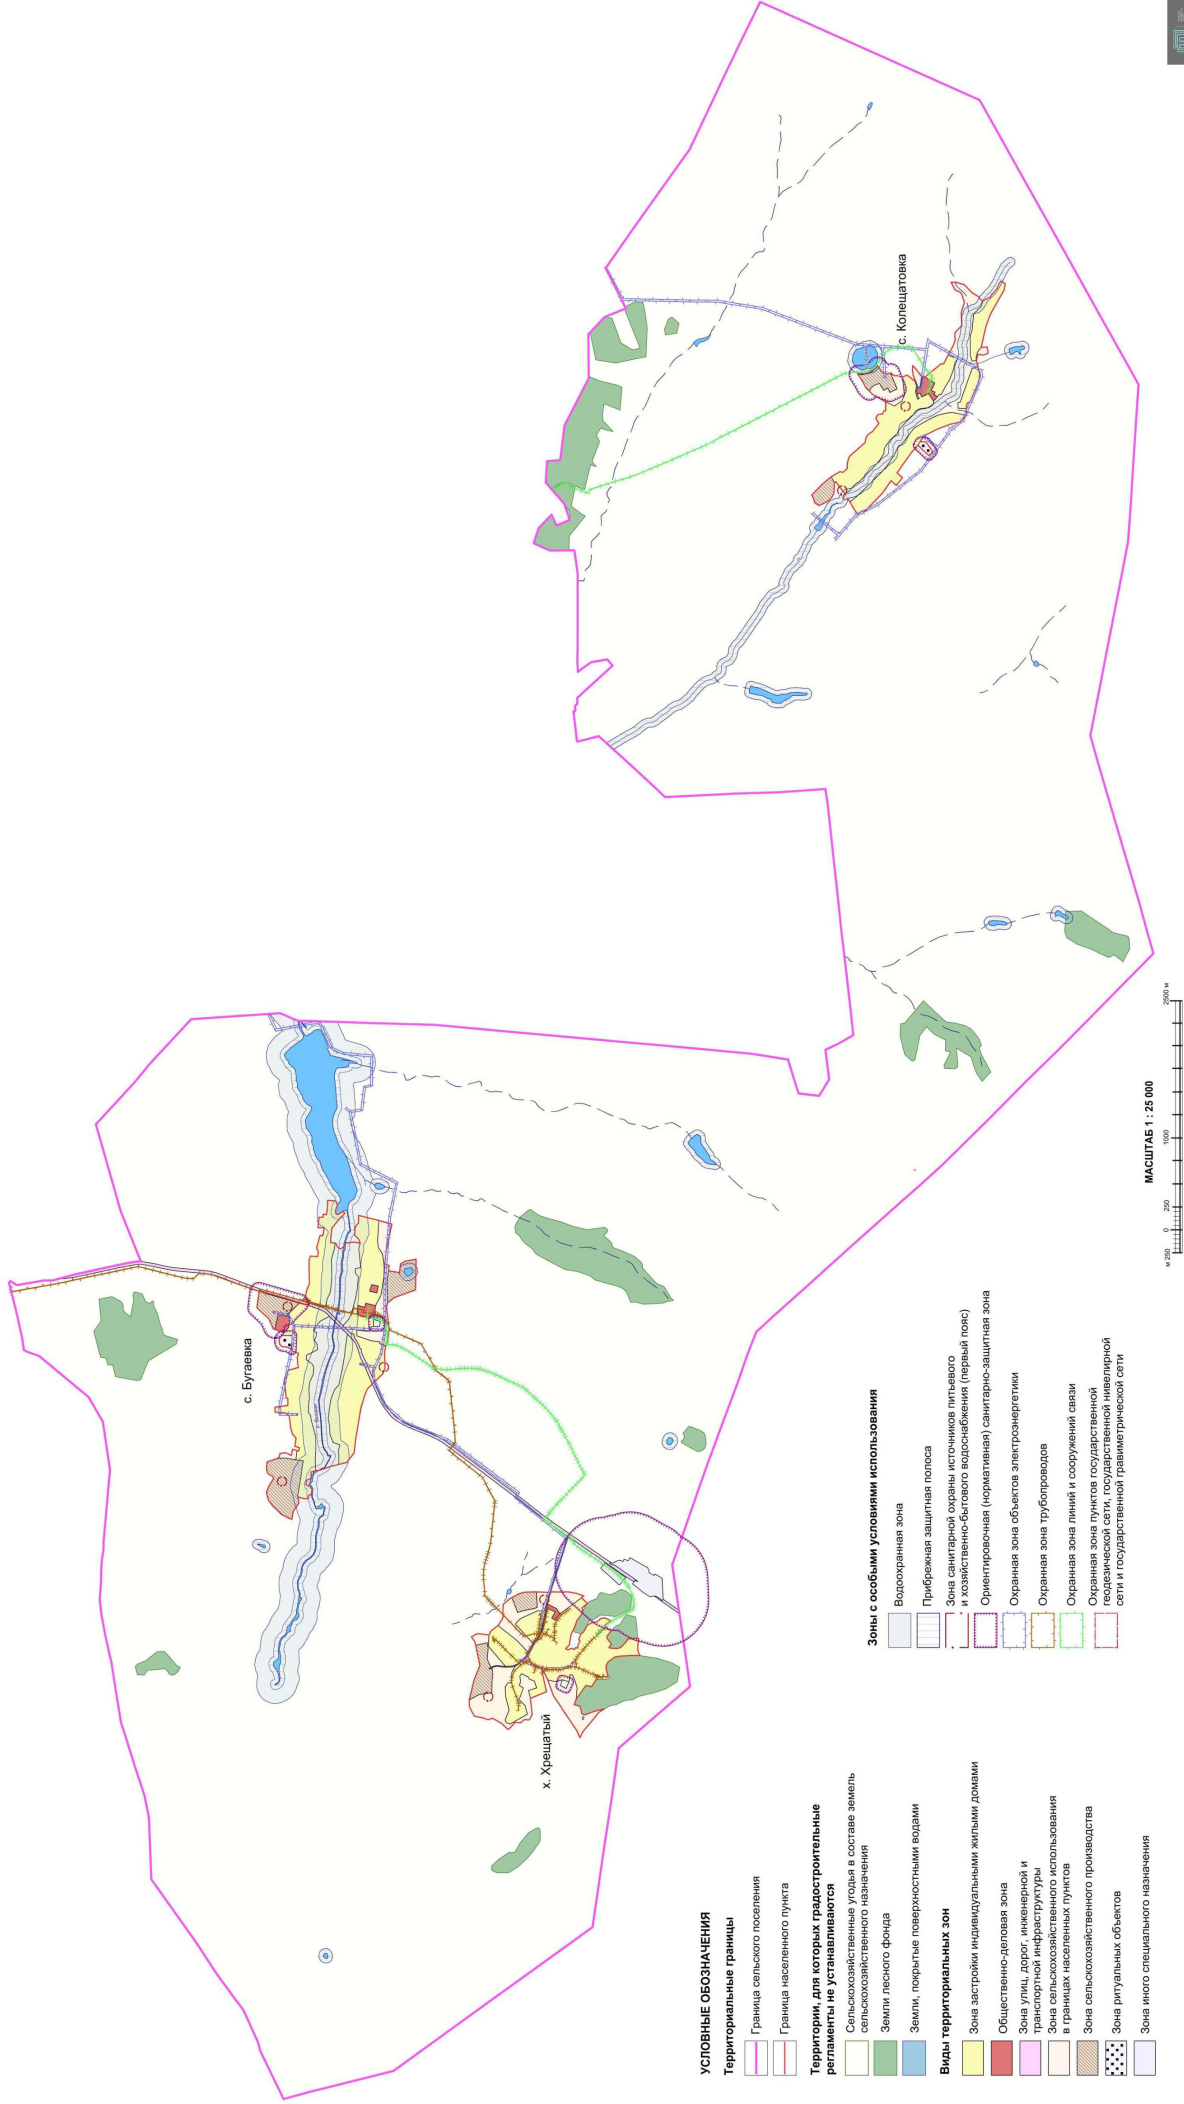 с. Колещатовка
с. Бугаевка
х. Хрещатый
УСЛОВНЫЕ ОБОЗНАЧЕНИЯ
Территориальные границы
Граница сельского поселения
Граница населенного пункта
Территории, для которых градостроительные
регламенты не устанавливаются
Сельскохозяйственные угодья в составе земель
сельскохозяйственного назначения
Земли лесного фонда
Земли, покрытые поверхностными водами
Виды территориальных зон
Зона застройки индивидуальными жилыми домами
Общественно-деловая зона
Зона улиц, дорог, инженерной и
транспортной инфраструктуры
Зона сельскохозяйственного использования
в границах населенных пунктов
Зона сельскохозяйственного производства
Зона ритуальных объектов
Зона иного специального назначения
Зоны с особыми условиями использования
Водоохранная зона
Прибрежная защитная полоса
Зона санитарной охраны источников питьевого
и хозяйственно-бытового водоснабжения (первый пояс)
Ориентировочная (нормативная) санитарно-защитная зона
Охранная зона объектов электроэнергетики
Охранная зона трубопроводов
Охранная зона линий и сооружений связи
Охранная зона пунктов государственной
геодезической сети, государственной нивелирной
сети и государственной гравиметрической сети
МАСШТАБ 1 : 25 000
м 250 0 250 1000 2500 м